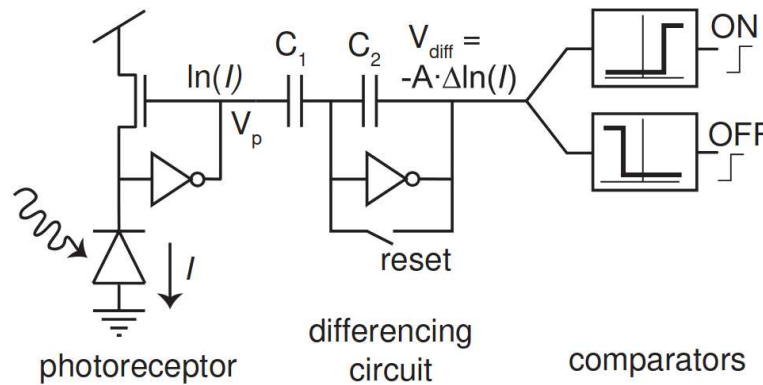 C1
C2
Vdiff =
-A·Δln(I)
ln(I)
Vp
ON
OFF
I
reset
photoreceptor
differencing
circuit
comparators